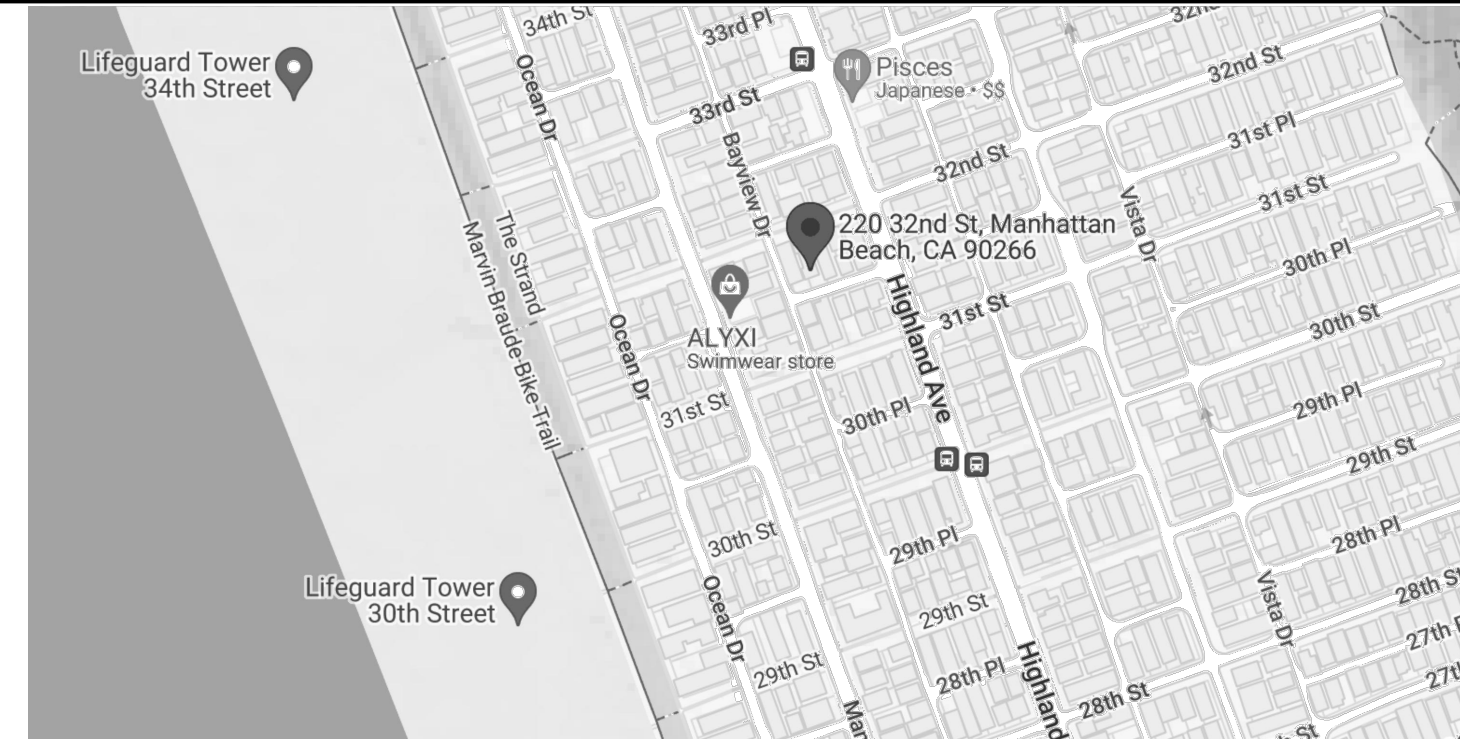 34th St
33rd Pl
32nd St
Lifeguard Tower
34th Street
Ocean Dr
Pisces
Japanese • $$
33rd St
32nd St
31st Pl
Bayview Dr
32nd St
31st St
Vista Dr
220 32nd St, Manhattan
Beach, CA 90266
The Strand
Marvin-Braude-Bike-Trail
30th Pl
Highland Ave
31st St
30th St
ALYXI
Swimwear store
Ocean Dr
31st St
30th Pl
29th Pl
29th St
30th St
29th Pl
28th Pl
Lifeguard Tower
30th Street
Ocean Dr
29th St
Vista Dr
28th St
29th St
28th Pl
Highland
28th St